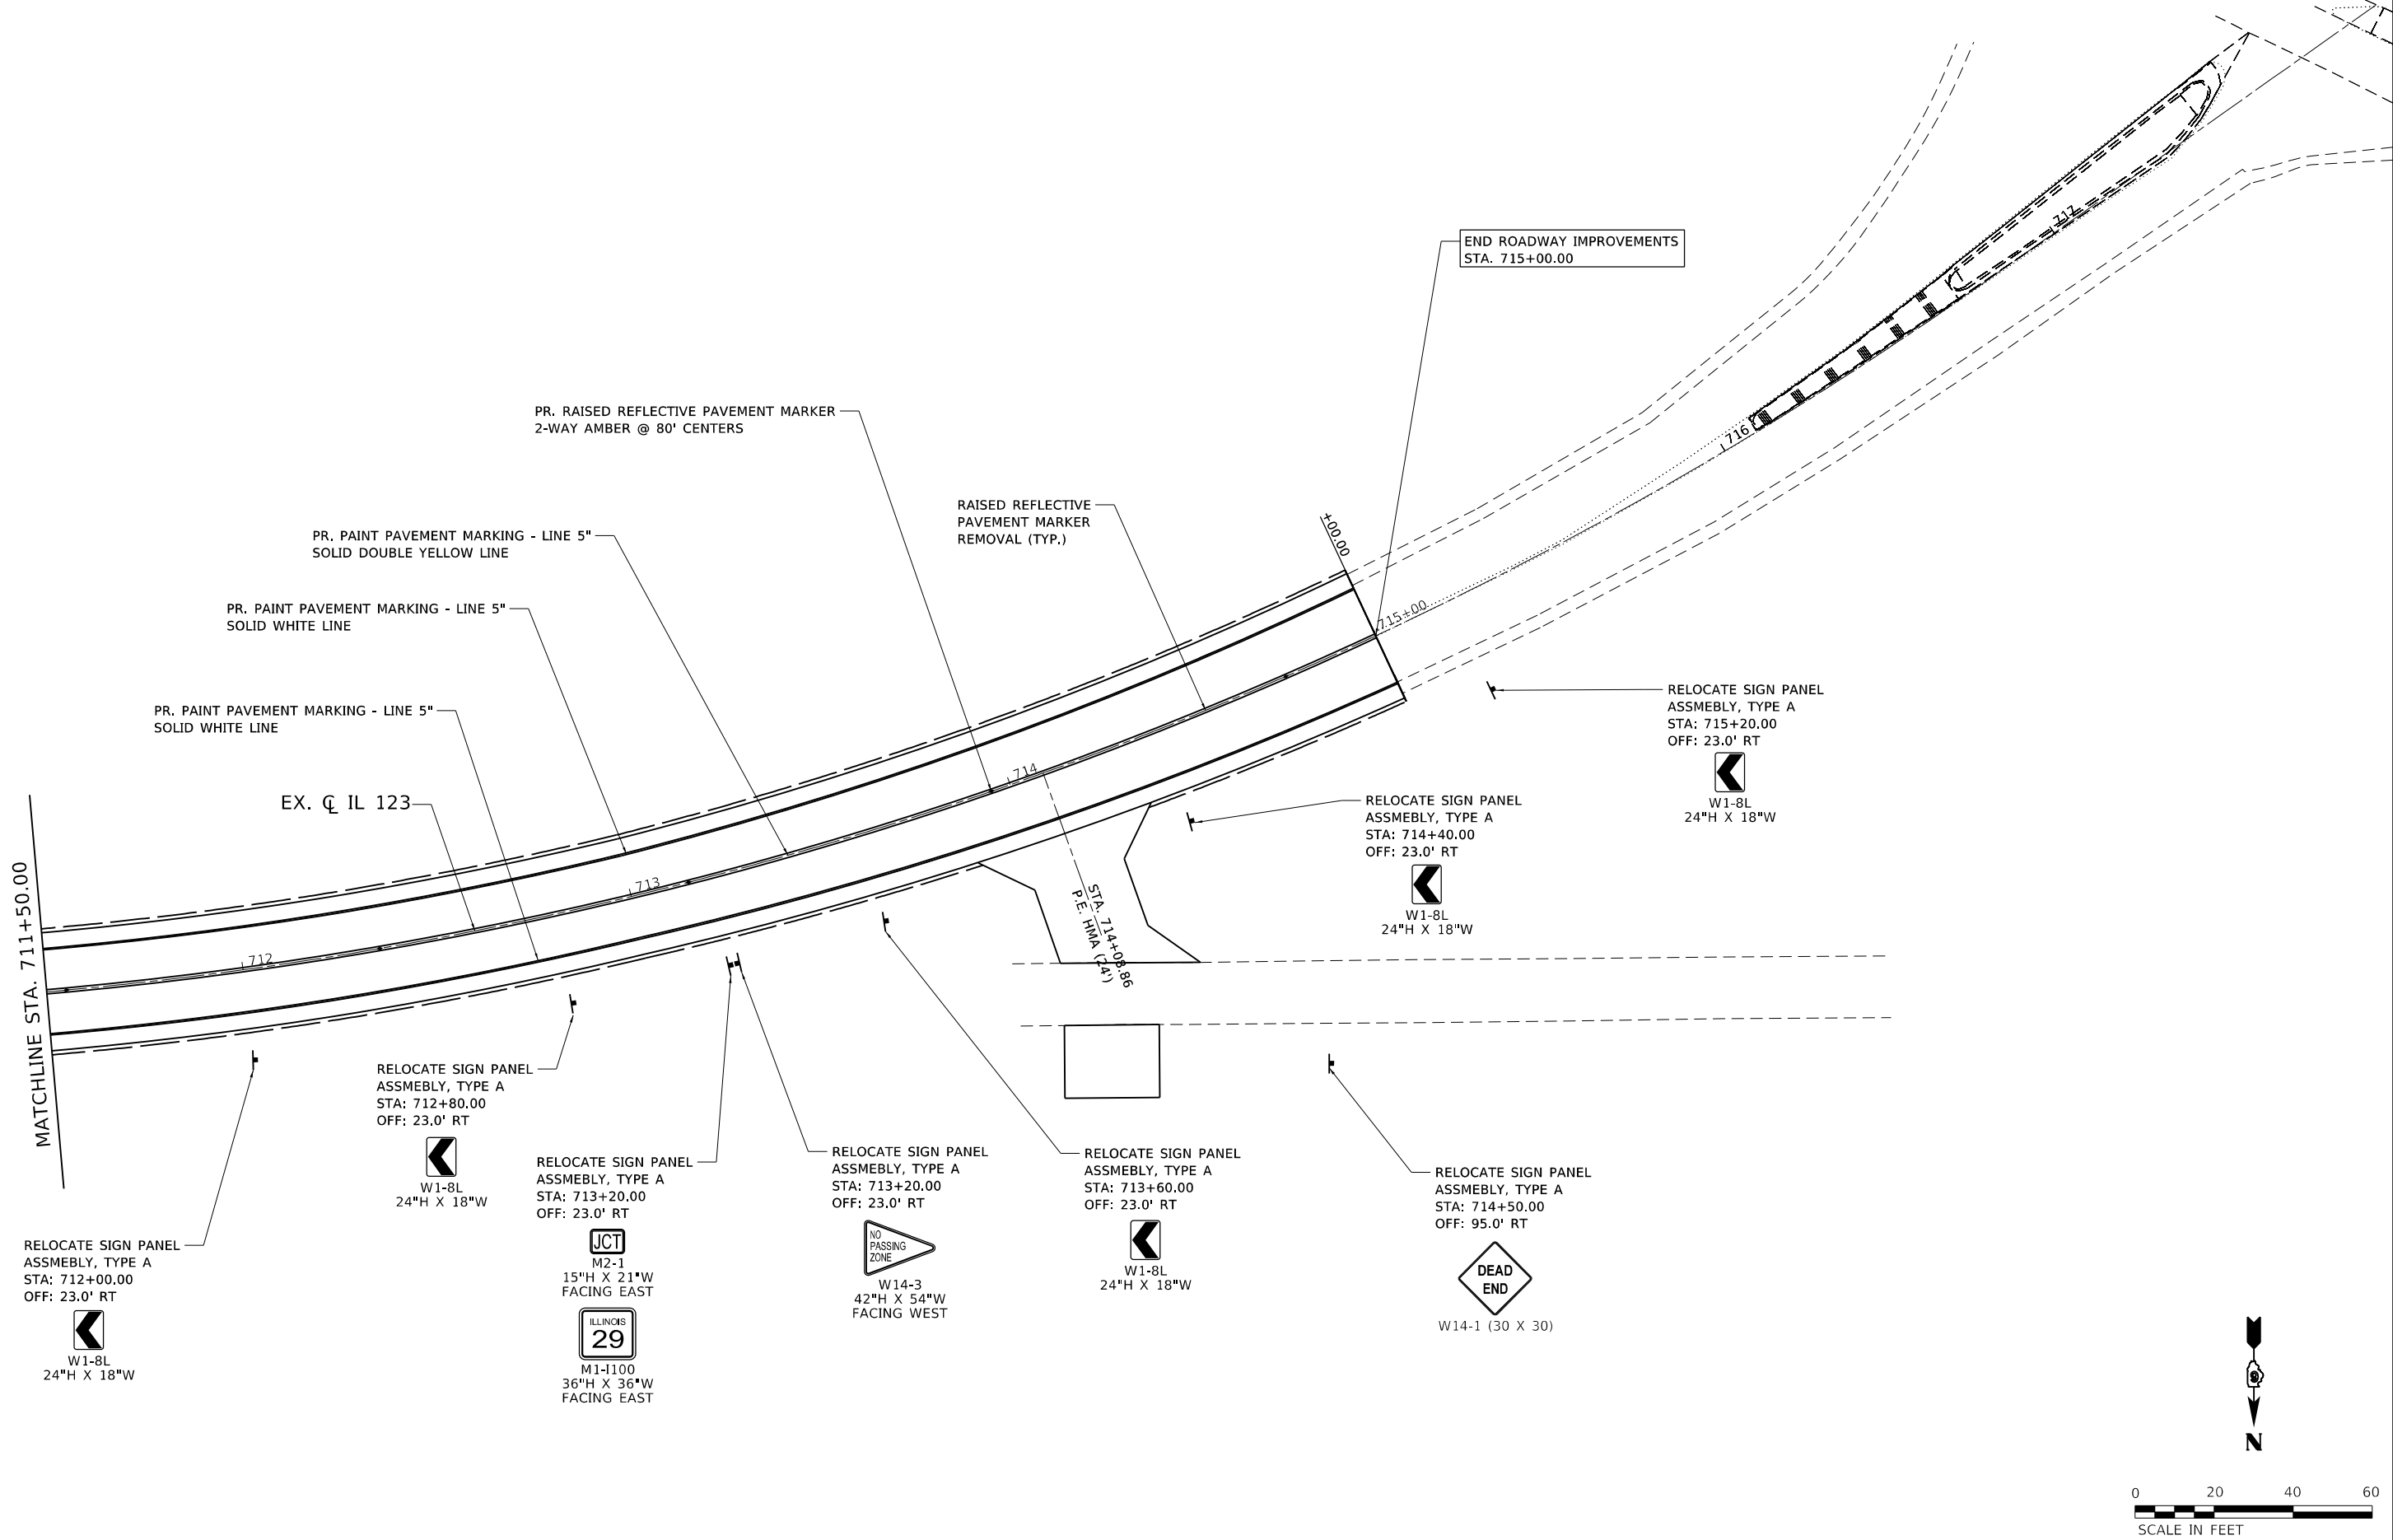 717
END ROADWAY IMPROVEMENTS
STA. 715+00.00
PR. RAISED REFLECTIVE PAVEMENT MARKER
2-WAY AMBER @ 80' CENTERS
716
RAISED REFLECTIVE
PAVEMENT MARKER
REMOVAL (TYP.)
+00.00
PR. PAINT PAVEMENT MARKING - LINE 5"
SOLID DOUBLE YELLOW LINE
PR. PAINT PAVEMENT MARKING - LINE 5"
SOLID WHITE LINE
715+00
PR. PAINT PAVEMENT MARKING - LINE 5"
SOLID WHITE LINE
RELOCATE SIGN PANEL
ASSMEBLY, TYPE A
STA: 715+20.00
OFF: 23.0' RT
W1-8L
24"H X 18"W
714
EX. ℄ IL 123
RELOCATE SIGN PANEL
ASSMEBLY, TYPE A
STA: 714+40.00
OFF: 23.0' RT
W1-8L
24"H X 18"W
713
712
MATCHLINE STA. 711+50.00
STA. 714+08.86
P.E. HMA (24')
RELOCATE SIGN PANEL
ASSMEBLY, TYPE A
STA: 712+80.00
OFF: 23.0' RT
W1-8L
24"H X 18"W
RELOCATE SIGN PANEL
ASSMEBLY, TYPE A
STA: 713+20.00
OFF: 23.0' RT
JCT
M2-1
15"H X 21"W
FACING EAST
ILLINOIS
29
M1-I100
36"H X 36"W
FACING EAST
RELOCATE SIGN PANEL
ASSMEBLY, TYPE A
STA: 713+20.00
OFF: 23.0' RT
NO
PASSING
ZONE
W14-3
42"H X 54"W
FACING WEST
RELOCATE SIGN PANEL
ASSMEBLY, TYPE A
STA: 713+60.00
OFF: 23.0' RT
W1-8L
24"H X 18"W
RELOCATE SIGN PANEL
ASSMEBLY, TYPE A
STA: 714+50.00
OFF: 95.0' RT
DEAD
END
W14-1 (30 X 30)
RELOCATE SIGN PANEL
ASSMEBLY, TYPE A
STA: 712+00.00
OFF: 23.0' RT
W1-8L
24"H X 18"W
N
0 20 40 60
SCALE IN FEET